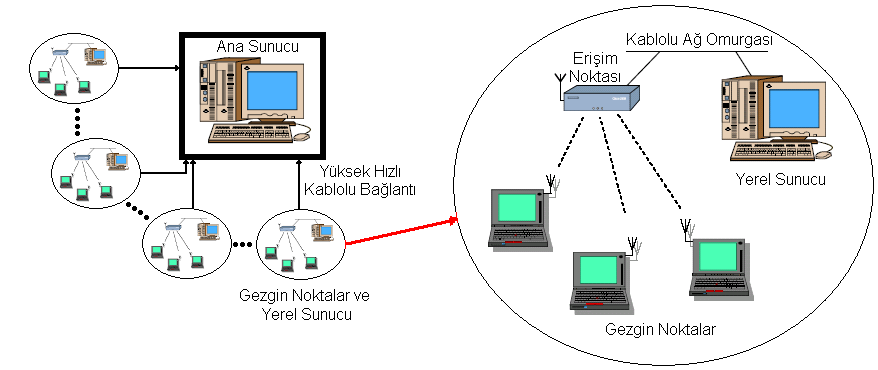 Ana Sunucu
Yüksek Hızlı
Kablolu Bağlantı
Gezgin Noktalar ve
Yerel Sunucu
Kablolu Ağ Omurgası
Erişim
Noktası
Yerel Sunucu
Gezgin Noktalar